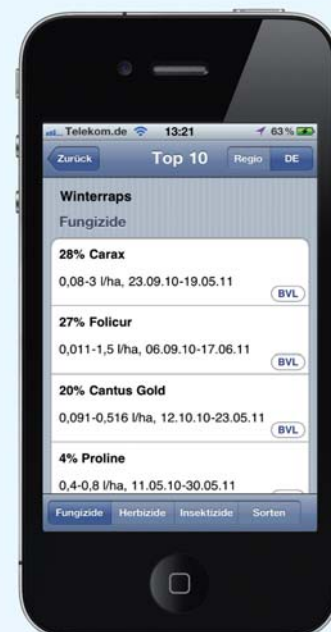 Telekom.de 13:21 63 %
Zurück Top 10 Regio DE
Winterraps
Fungizide
28% Carax
0,08-3 l/ha, 23.09.10-19.05.11
BVL
27% Folicur
0,011-1,5 l/ha, 06.09.10-17.06.11
BVL
20% Cantus Gold
0,091-0,516 l/ha, 12.10.10-23.05.11
BVL
4% Proline
0,4-0,8 l/ha, 11.05.10-30.05.11
Fungizide Herbizide Insektizide Sorten